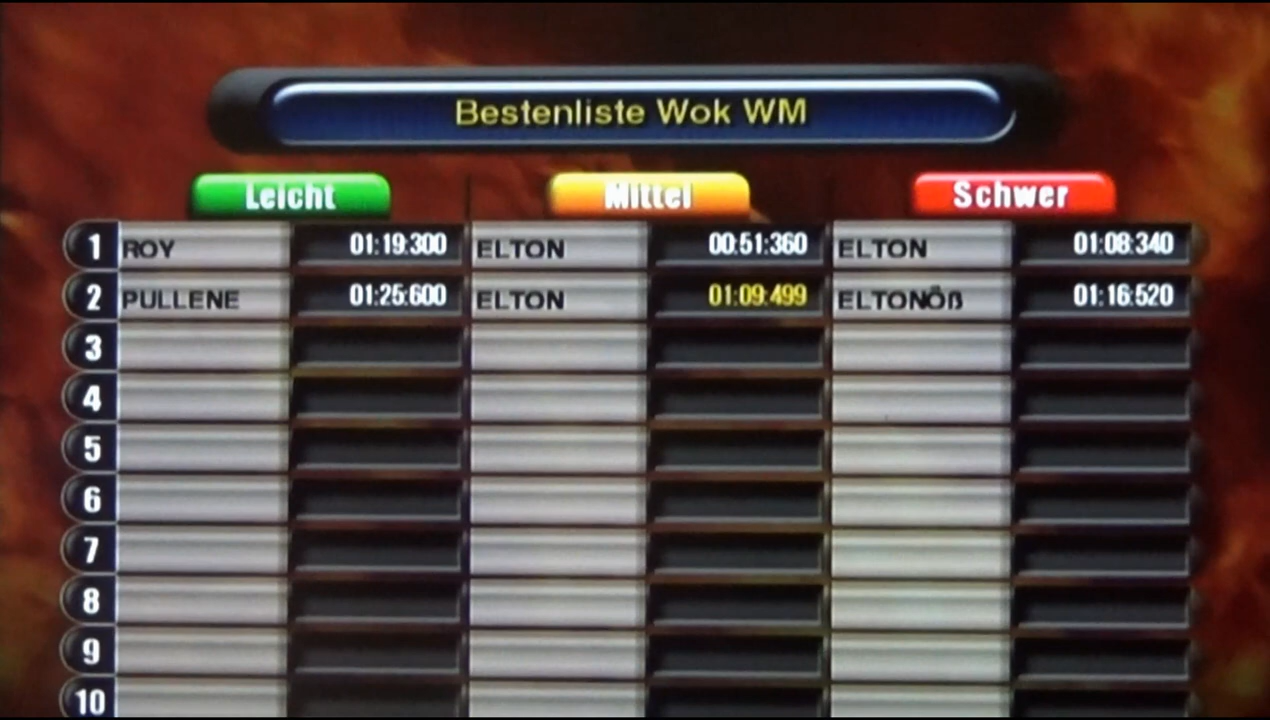 Bestenliste Wok WM
Leicht Mittel Schwer
1 ROY 01:19:300 ELTON 00:51:360 ELTON 01:08:340
2 PULLENE 01:25:600 ELTON 01:09:499 ELTONÖß 01:16:520
3
4
5
6
7
8
9
10